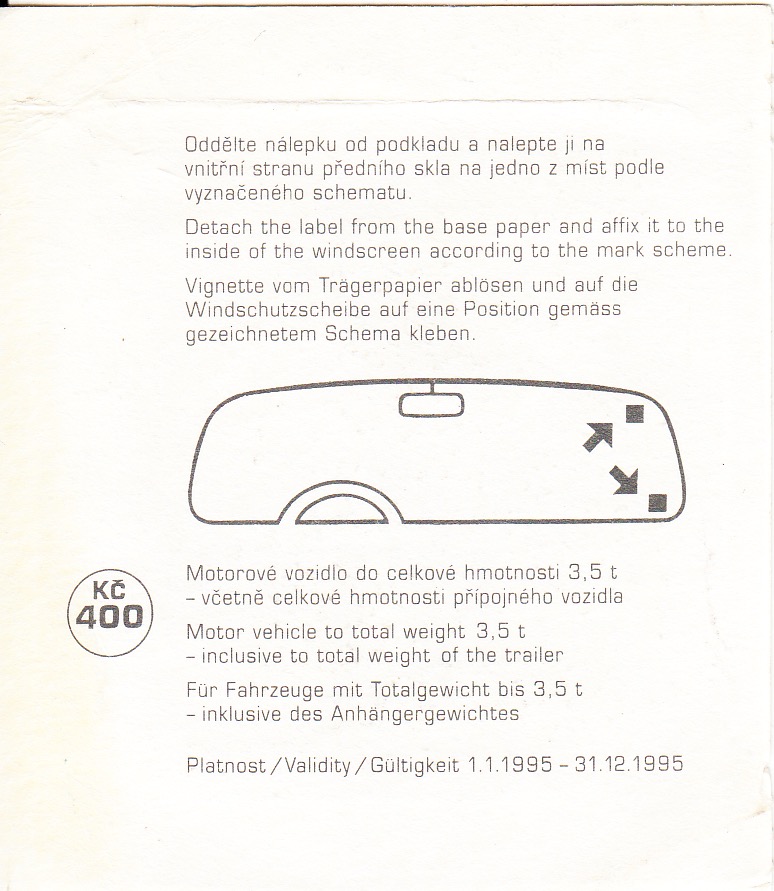 Oddělte nálepku od podkladu a nalepte ji na
vnitřní stranu předního skla na jedno z míst podle
vyznačeného schematu.
Detach the label from the base paper and affix it to the
inside of the windscreen according to the mark scheme.
Vignette vom Trägerpapier ablösen und auf die
Windschutzscheibe auf eine Position gemäss
gezeichnetem Schema kleben.
KČ
400
Motorové vozidlo do celkové hmotnosti 3,5 t
– včetně celkové hmotnosti přípojného vozidla
Motor vehicle to total weight 3,5 t
– inclusive to total weight of the trailer
Für Fahrzeuge mit Totalgewicht bis 3,5 t
– inklusive des Anhängergewichtes
Platnost / Validity / Gültigkeit 1.1.1995 – 31.12.1995